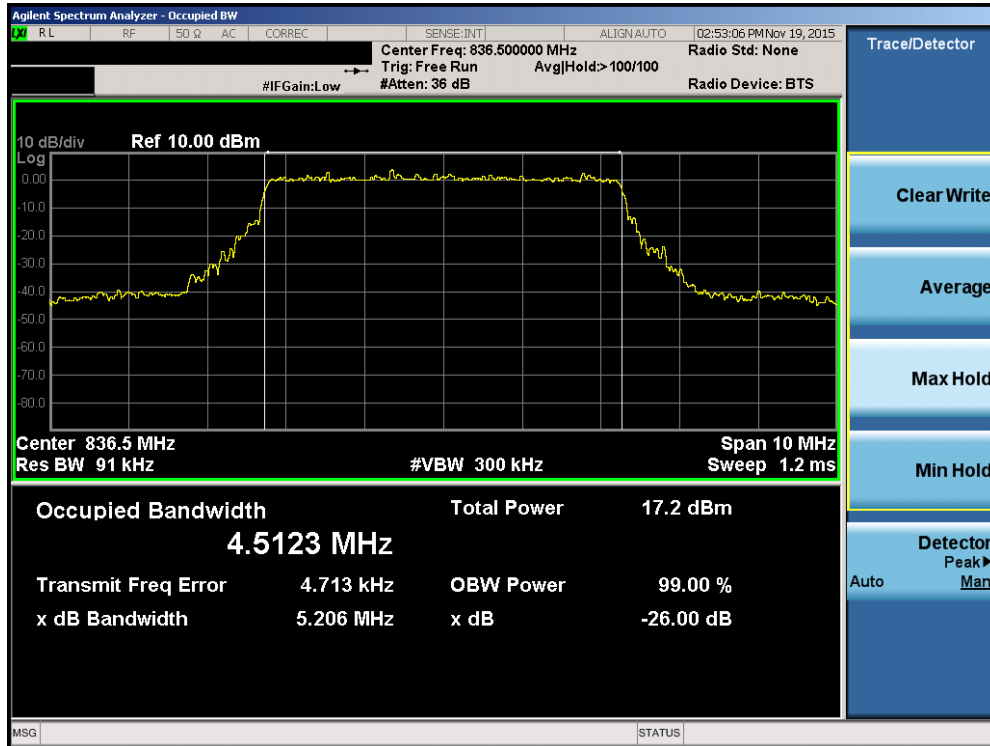 Agilent Spectrum Analyzer - Occupied BW
LXI RL RF 50 Ω AC CORREC SENSE:INT ALIGN AUTO 02:53:06 PM Nov 19, 2015
Center Freq: 836.500000 MHz Radio Std: None
Trig: Free Run Avg|Hold:> 100/100
#IFGain:Low #Atten: 36 dB Radio Device: BTS
Trace/Detector
10 dB/div Ref 10.00 dBm
Log
0.00
-10.0
-20.0
-30.0
-40.0
-50.0
-60.0
-70.0
-80.0
Center 836.5 MHz Span 10 MHz
Res BW 91 kHz #VBW 300 kHz Sweep 1.2 ms
Occupied Bandwidth Total Power 17.2 dBm
4.5123 MHz
Transmit Freq Error 4.713 kHz OBW Power 99.00 %
x dB Bandwidth 5.206 MHz x dB -26.00 dB
Clear Write
Average
Max Hold
Min Hold
Detector
Peak▶
Auto Man
MSG STATUS